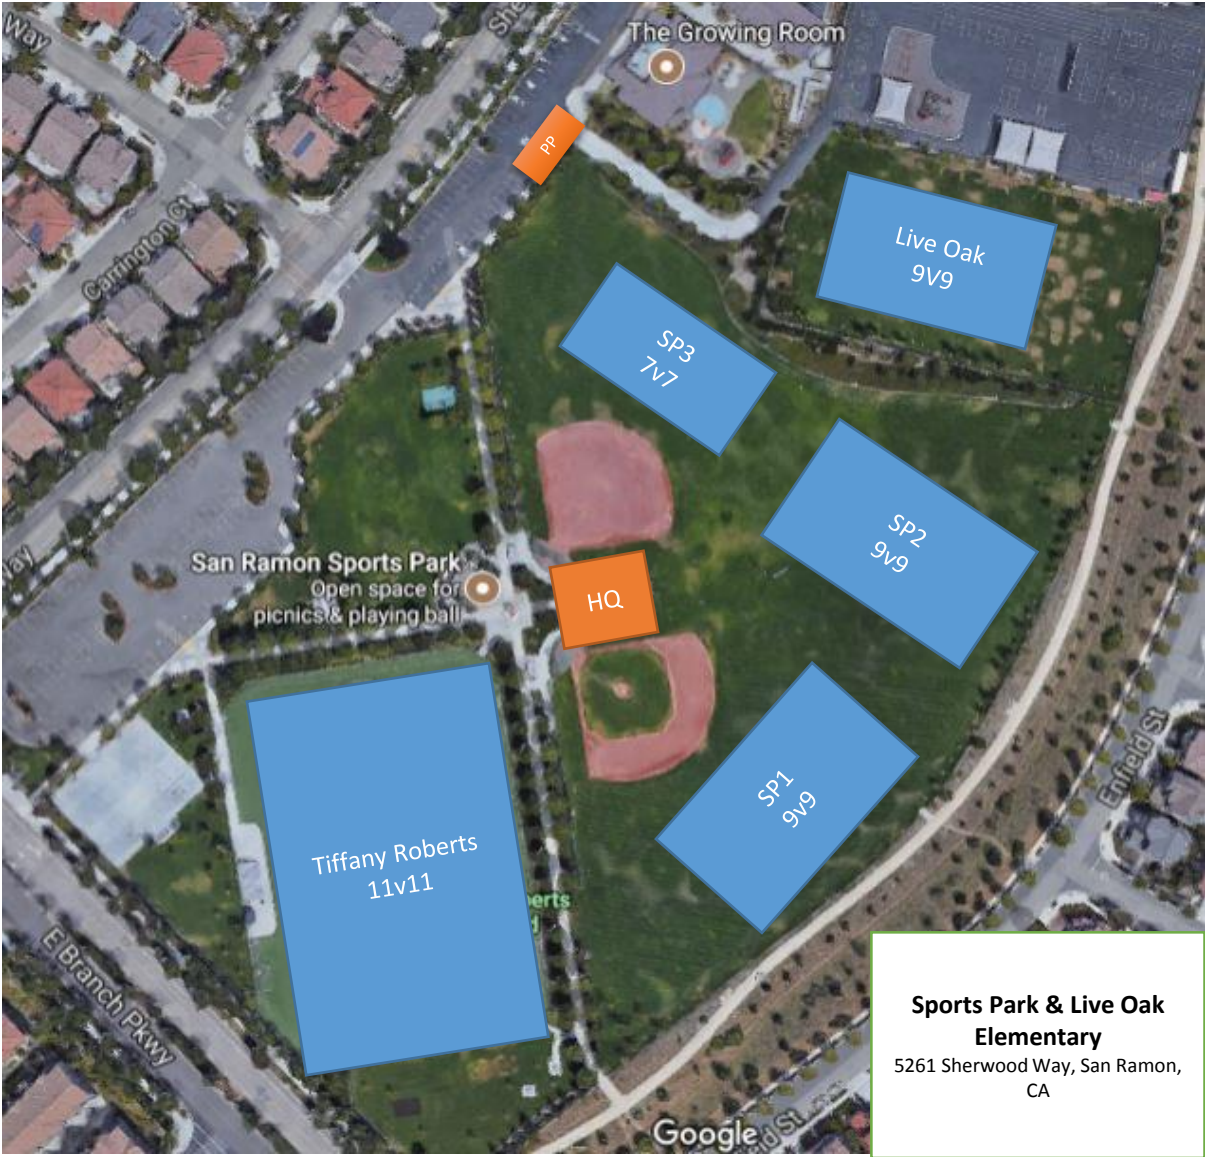 Way
She
The Growing Room
PP
Carrington Ct
Live Oak
9V9
SP3
7v7
SP2
9v9
San Ramon Sports Park
Open space for
picnics & playing ball
HQ
SP1
9v9
Enfield St
Tiffany Roberts
11v11
erts
E Branch Pkwy
Sports Park & Live Oak
Elementary
5261 Sherwood Way, San Ramon,
CA
Google